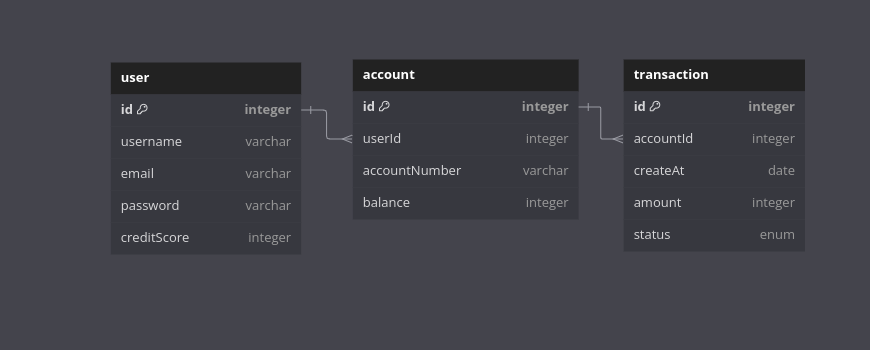 user
id integer
username varchar
email varchar
password varchar
creditScore integer
account
id integer
userId integer
accountNumber varchar
balance integer
transaction
id integer
accountId integer
createAt date
amount integer
status enum